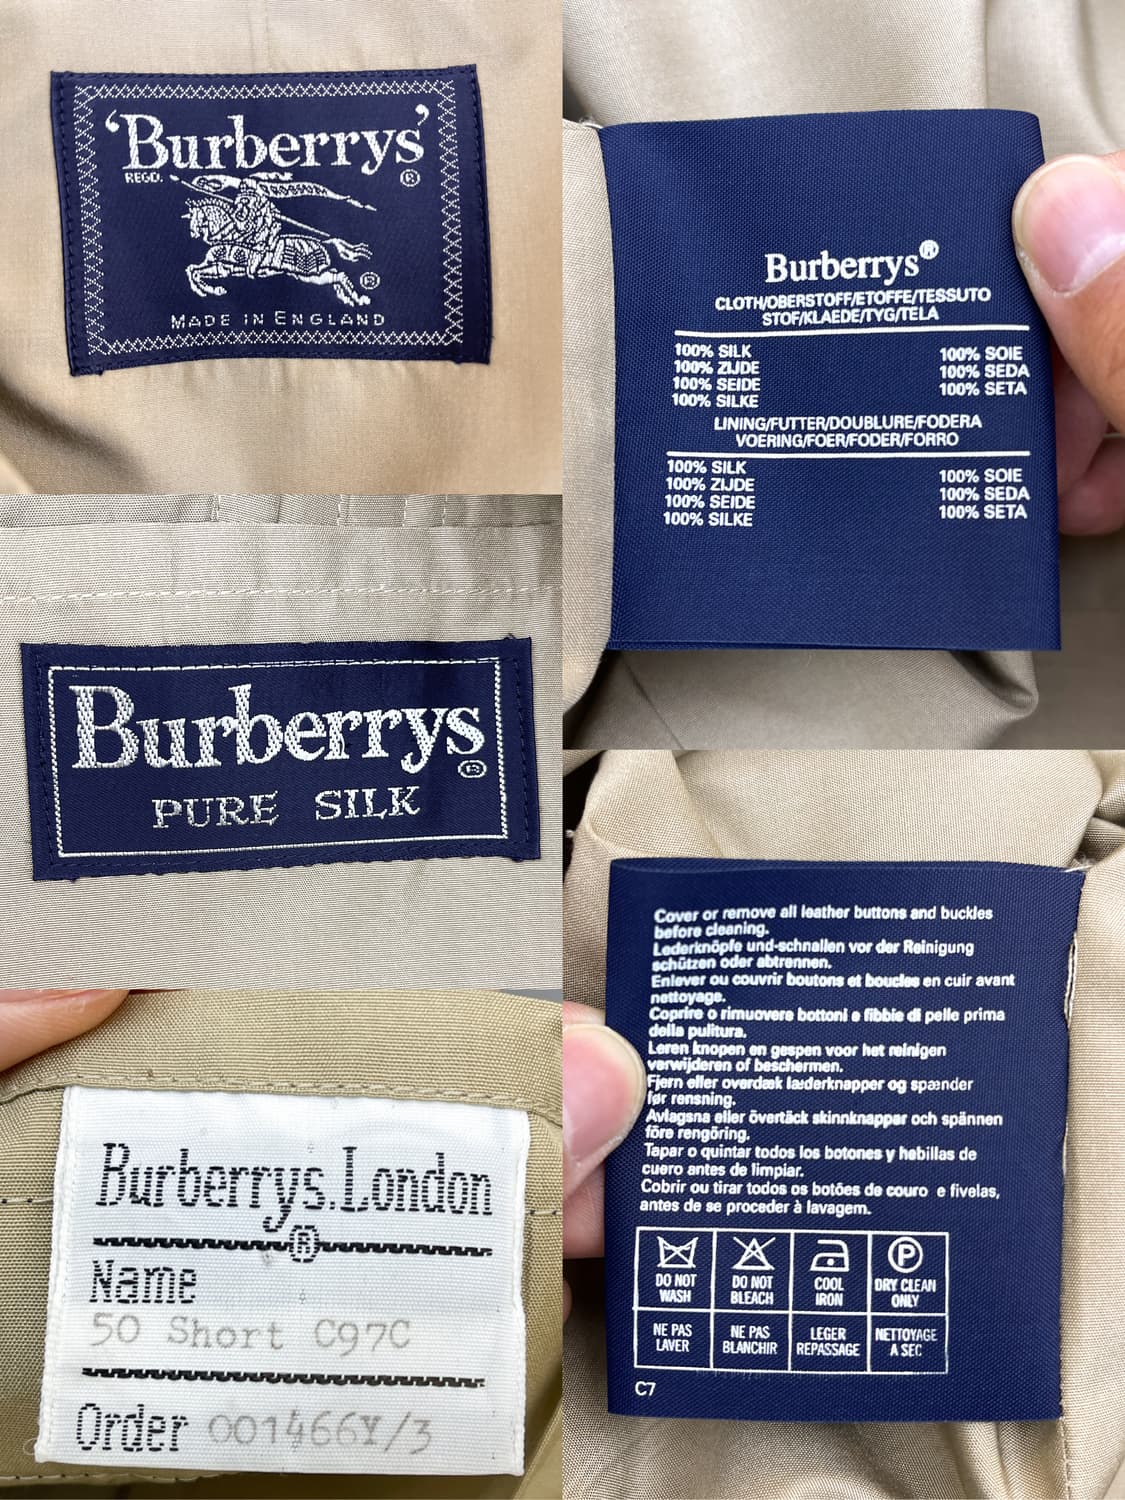 ‘Burberrys’
REGD. ®
®
MADE IN ENGLAND
Burberrys®
PURE SILK
Burberrys.London
®
Name
50 Short C97C
Order 001466Y/3
Burberrys®
CLOTH/OBERSTOFF/ETOFFE/TESSUTO
STOF/KLAEDE/TYG/TELA
100% SILK 100% SOIE
100% ZIJDE 100% SEDA
100% SEIDE 100% SETA
100% SILKE
LINING/FUTTER/DOUBLURE/FODERA
VOERING/FOER/FODER/FORRO
100% SILK 100% SOIE
100% ZIJDE 100% SEDA
100% SEIDE 100% SETA
100% SILKE
Cover or remove all leather buttons and buckles
before cleaning.
Lederknöpfe und-schnallen vor der Reinigung
schützen oder abtrennen.
Enlever ou couvrir boutons et boucles en cuir avant
nettoyage.
Coprire o rimuovere bottoni e fibbie di pelle prima
della pulitura.
Leren knopen en gespen voor het reinigen
verwijderen of beschermen.
Fjern eller overdæk læderknapper og spænder
før rensning.
Avlagsna eller övertäck skinnknappar och spännen
före rengöring.
Tapar o quintar todos los botones y habillas de
cuero antes de limpiar.
Cobrir ou tirar todos os botões de couro e fivelas,
antes de se proceder à lavagem.
P
DO NOT WASH
DO NOT BLEACH
COOL IRON
DRY CLEAN ONLY
NE PAS LAVER
NE PAS BLANCHIR
LEGER REPASSAGE
NETTOYAGE A SEC
C7